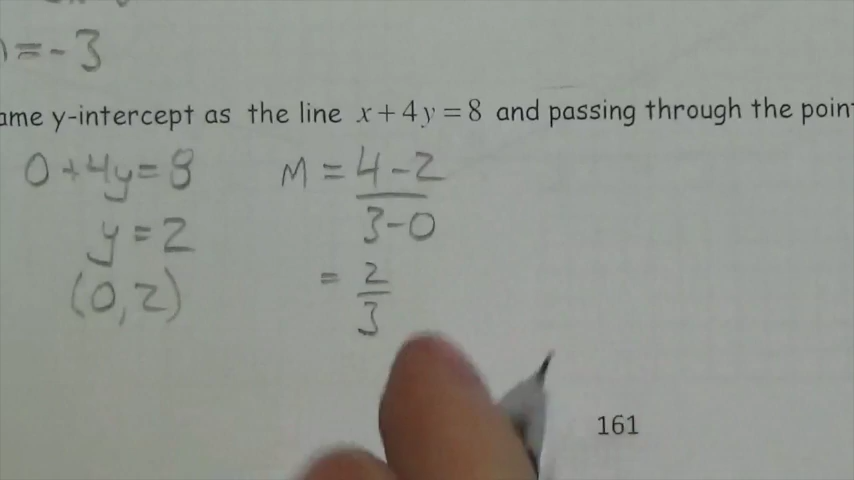 = - 3
ame y-intercept as the line x + 4y = 8 and passing through the point
0 + 4y = 8
y = 2
(0, 2)
M = 4 - 2
3 - 0
= 2
3
161